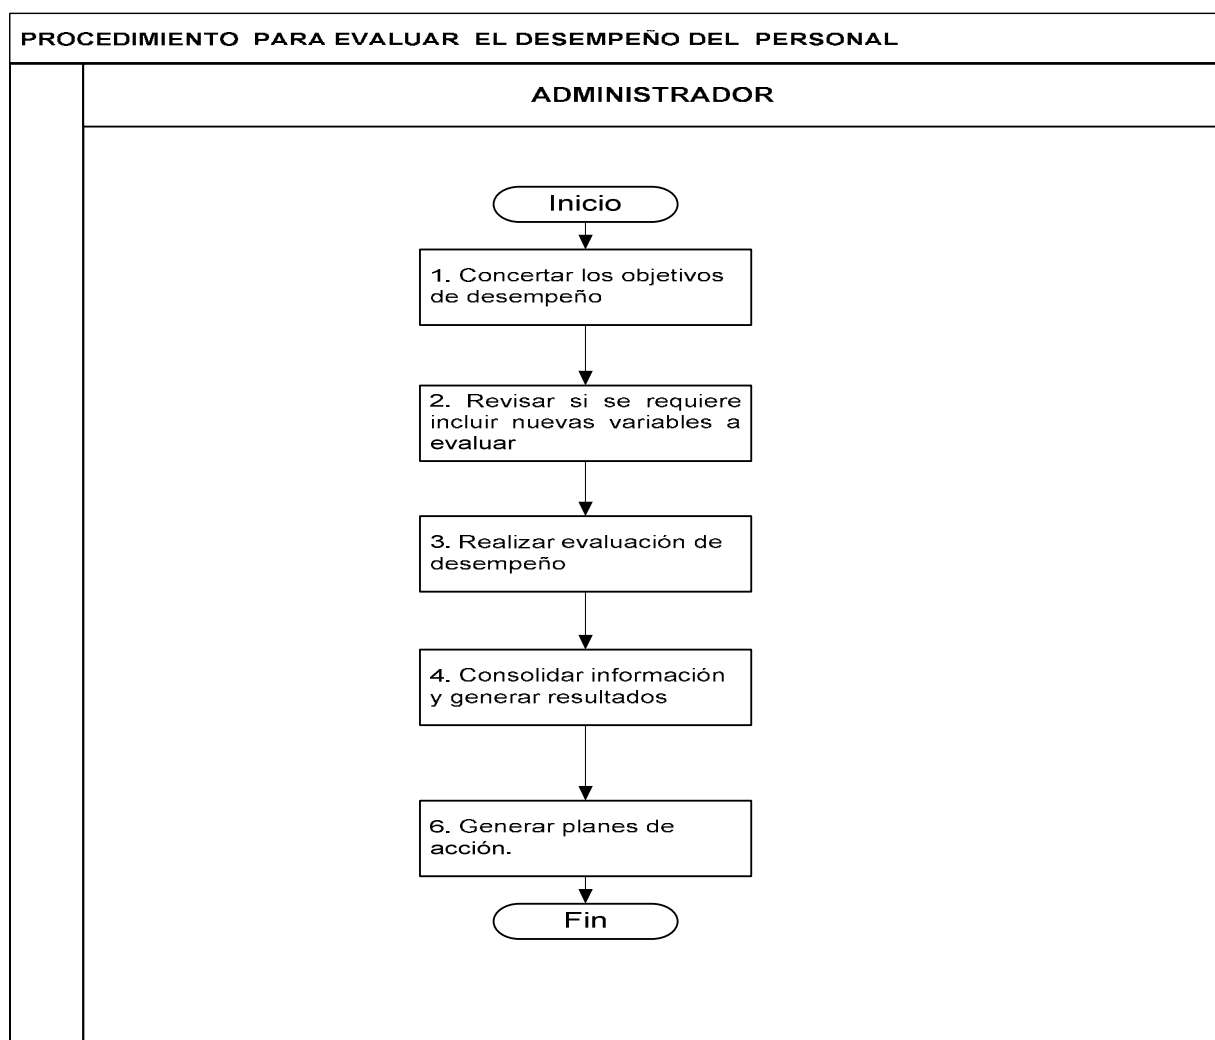 PROCEDIMIENTO PARA EVALUAR EL DESEMPEÑO DEL PERSONAL
ADMINISTRADOR
Inicio
1. Concertar los objetivos
de desempeño
2. Revisar si se requiere
incluir nuevas variables a
evaluar
3. Realizar evaluación de
desempeño
4. Consolidar información
y generar resultados
6. Generar planes de
acción.
Fin